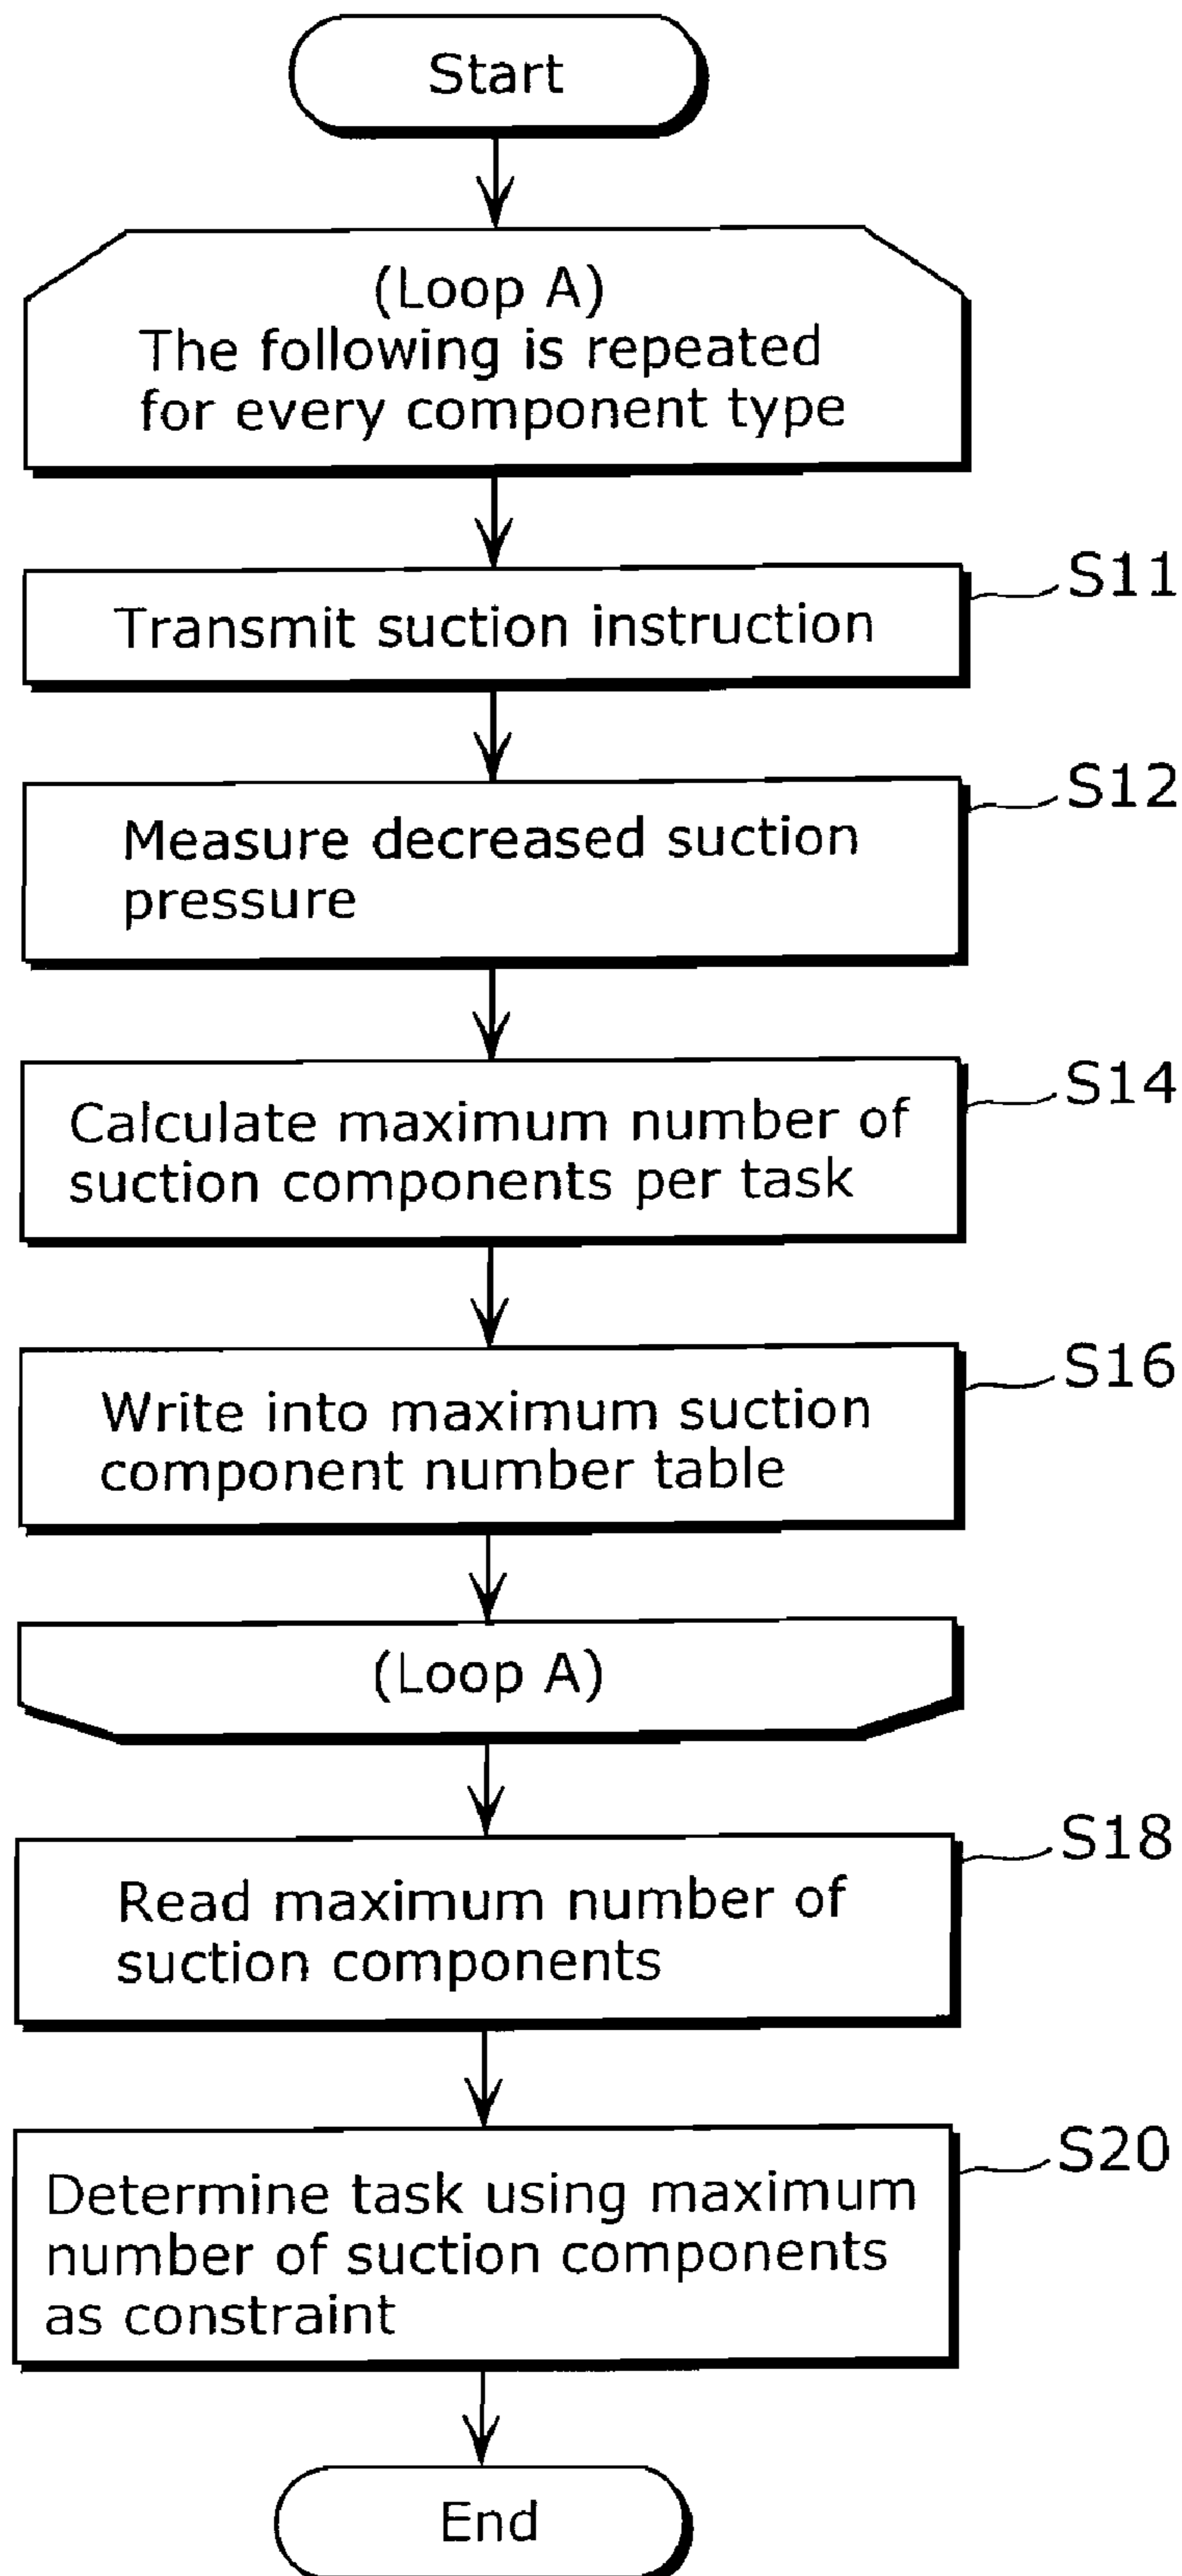 Start
(Loop A)
The following is repeated
for every component type
Transmit suction instruction
S11
Measure decreased suction
pressure
S12
Calculate maximum number of
suction components per task
S14
Write into maximum suction
component number table
S16
(Loop A)
Read maximum number of
suction components
S18
Determine task using maximum
number of suction components
as constraint
S20
End